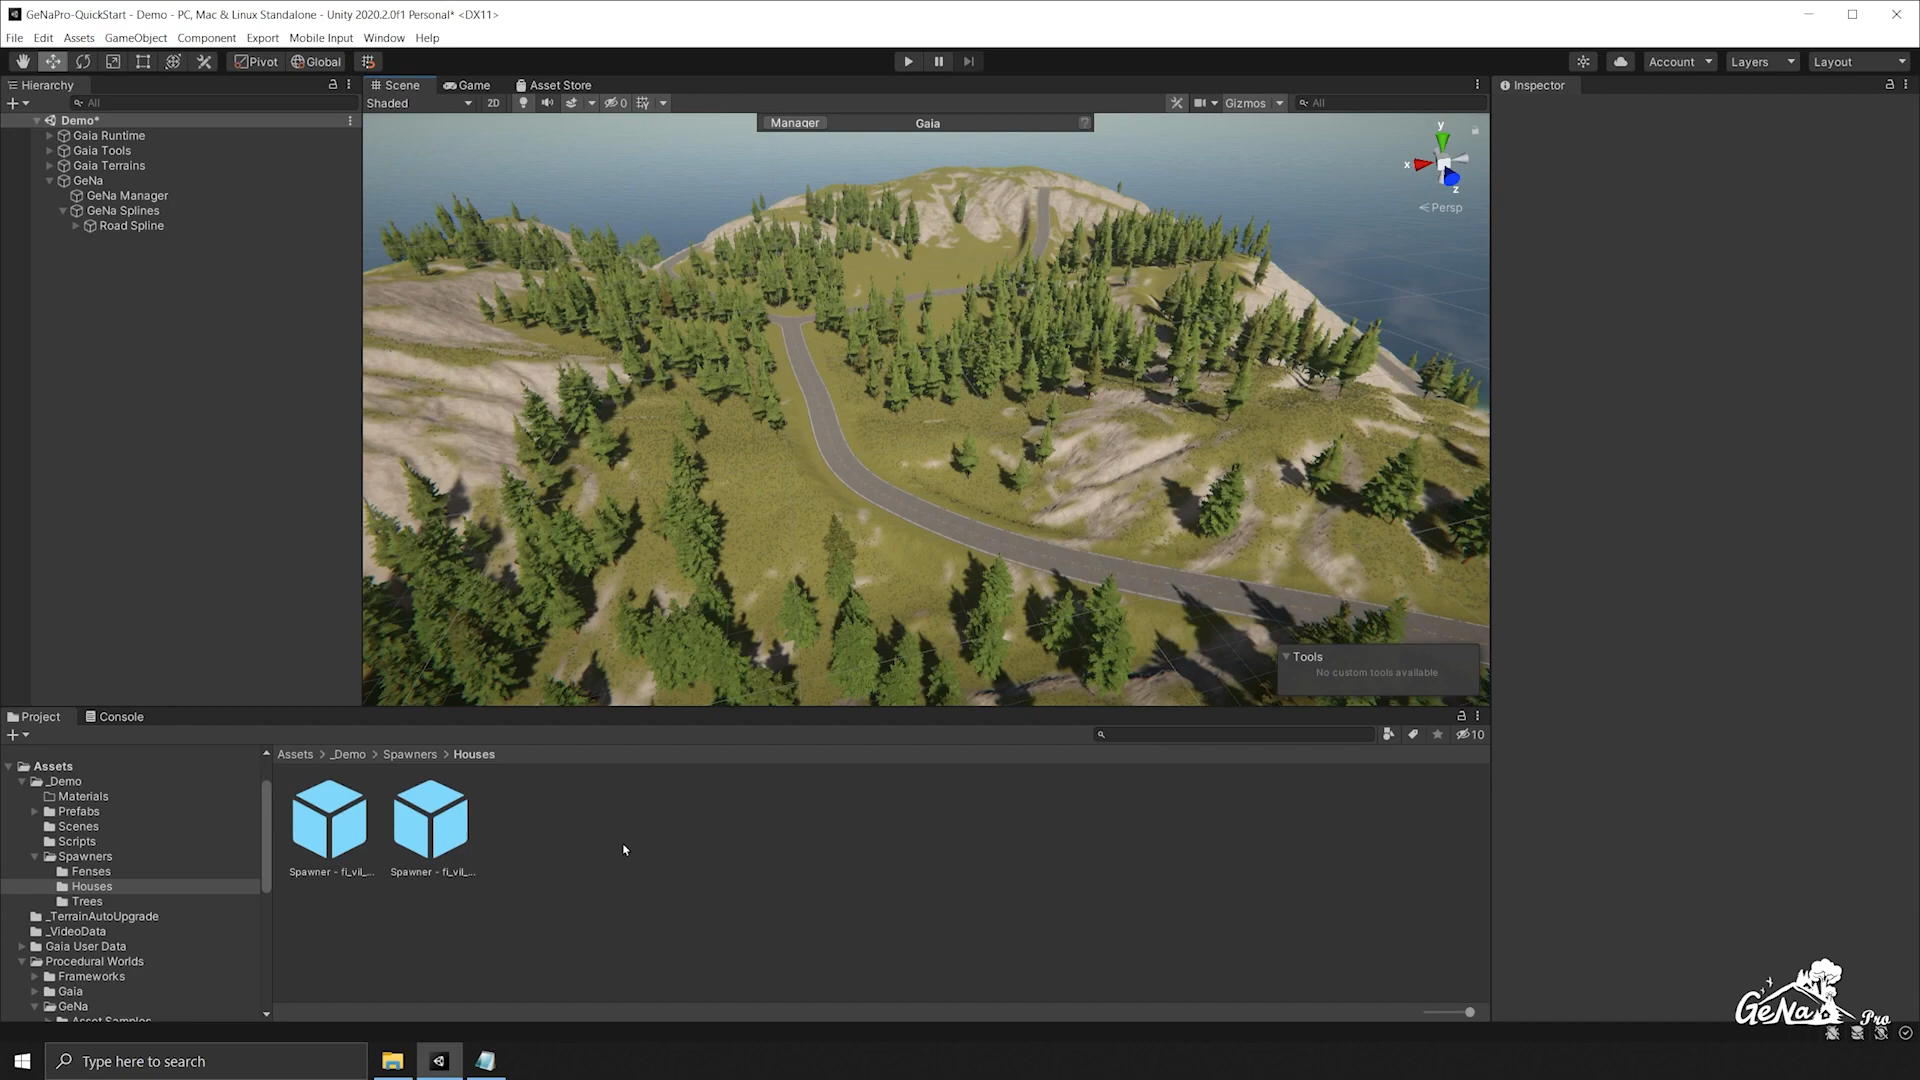 GeNaPro-QuickStart - Demo - PC, Mac & Linux Standalone - Unity 2020.2.0f1 Personal* <DX11>
File Edit Assets GameObject Component Export Mobile Input Window Help
Pivot Global Account Layers Layout
Hierarchy
Scene Game Asset Store
Inspector
All
Shaded 2D 0 Gizmos All
Demo*
Gaia Runtime
Gaia Tools
Gaia Terrains
GeNa
GeNa Manager
GeNa Splines
Road Spline
Manager Gaia ?
y
x
z
Persp
Tools
No custom tools available
Project Console
10
Assets > _Demo > Spawners > Houses
Assets
_Demo
Materials
Prefabs
Scenes
Scripts
Spawners
Fenses
Houses
Trees
_TerrainAutoUpgrade
_VideoData
Gaia User Data
Procedural Worlds
Frameworks
Gaia
GeNa
Asset Samples
Spawner - fi_vil_... Spawner - fi_vil_...
GeNa Pro
Type here to search